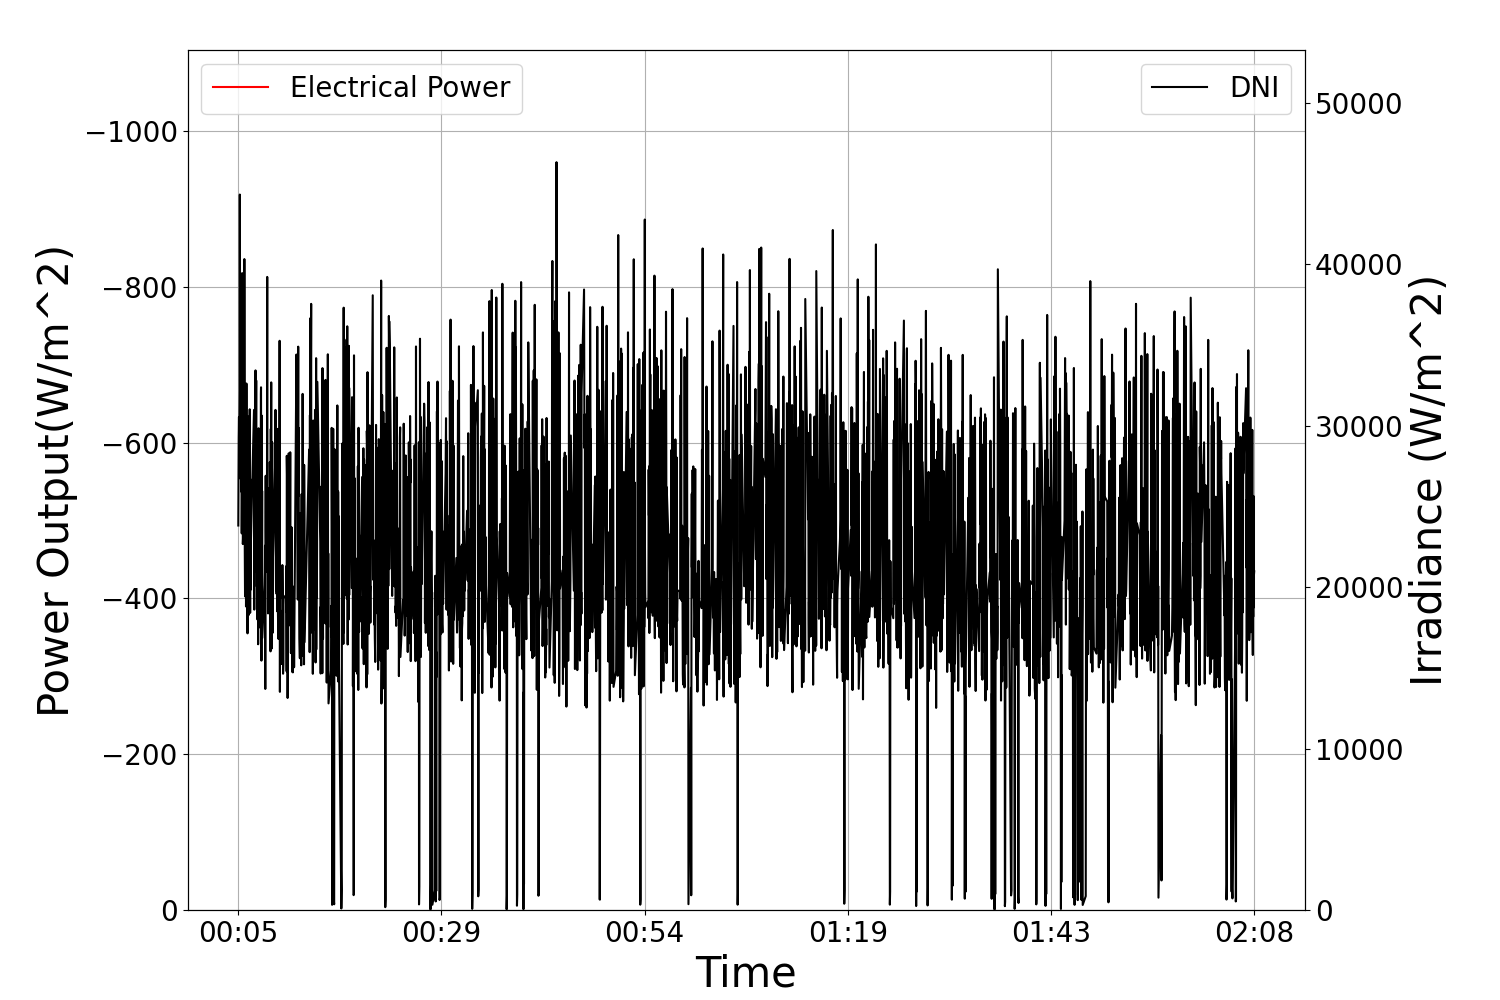 Electrical Power
DNI
Power Output(W/m^2)
−1000
−800
−600
−400
−200
0
50000
40000
30000
20000
10000
0
Irradiance (W/m^2)
00:05 00:29 00:54 01:19 01:43 02:08
Time